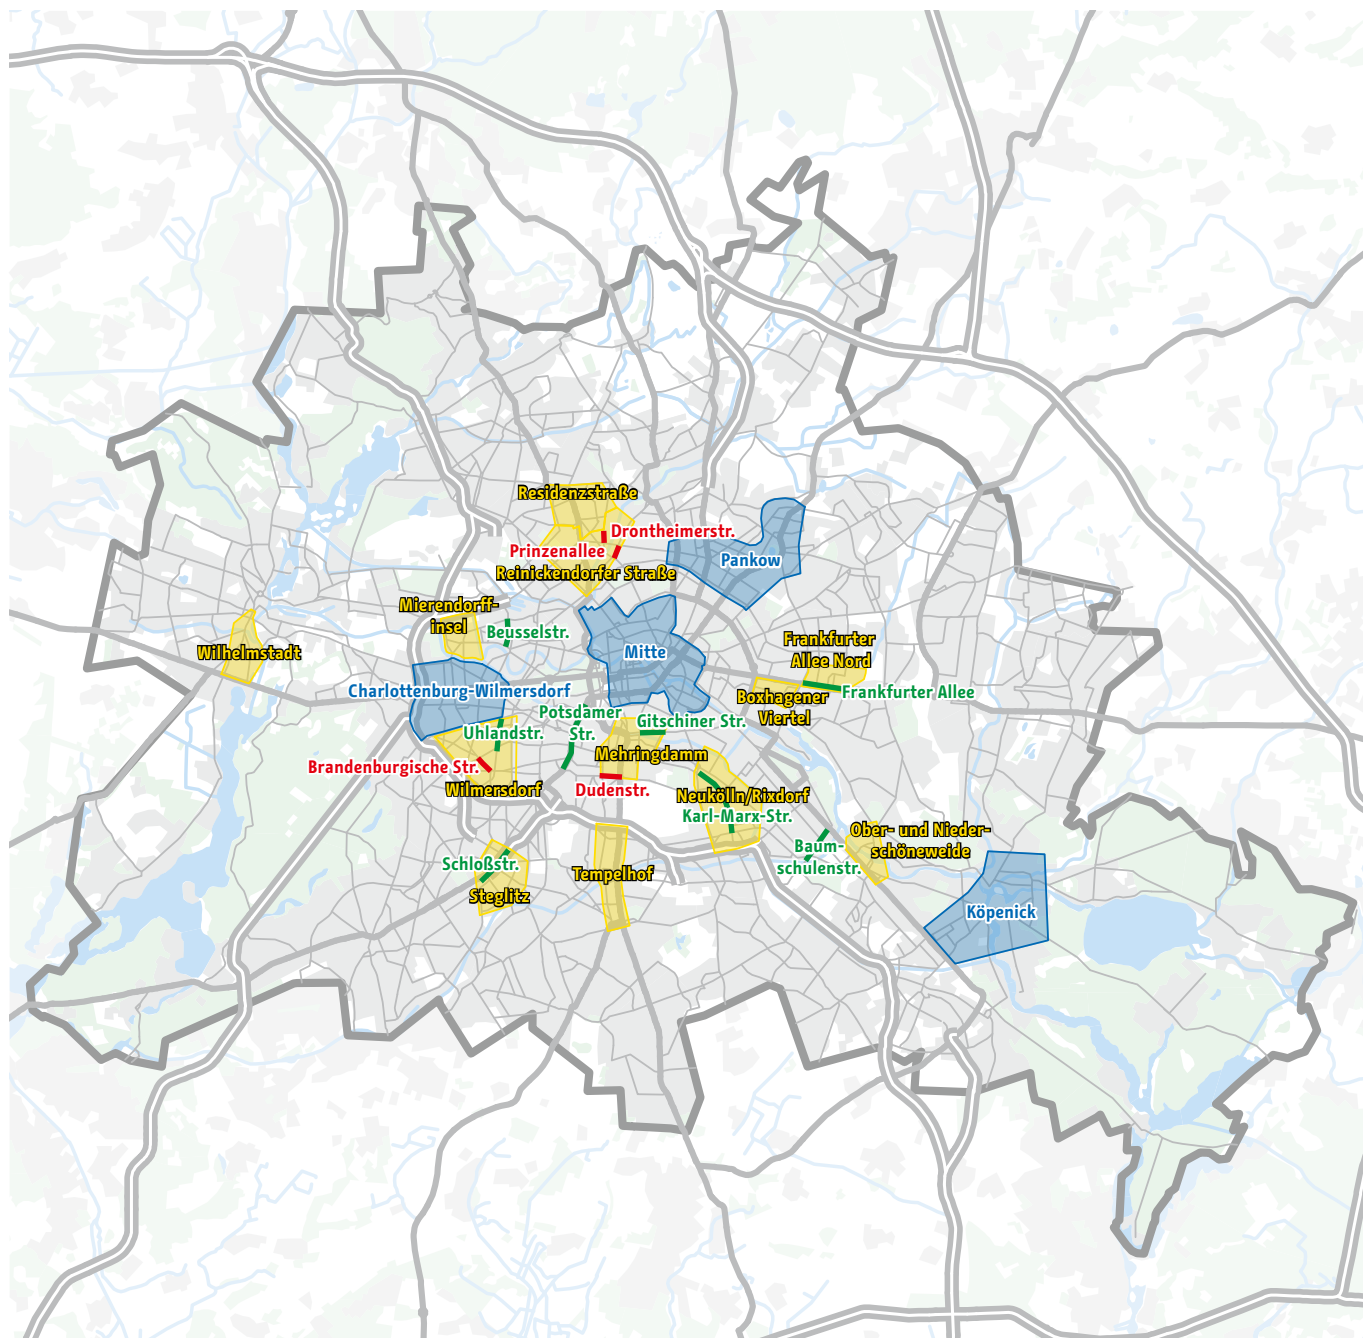 Residenzstraße
Drontheimerstr.
Prinzenallee
Pankow
Reinickendorfer Straße
Mierendorff-
insel
Beusselstr.
Wilhelmstadt
Mitte
Frankfurter
Allee Nord
Charlottenburg-Wilmersdorf
Frankfurter Allee
Boxhagener
Viertel
Potsdamer
Str.
Gitschiner Str.
Uhlandstr.
Mehringdamm
Brandenburgische Str.
Wilmersdorf
Dudenstr.
Neukölln/Rixdorf
Karl-Marx-Str.
Ober- und Nieder-
schöneweide
Baum-
schulenstr.
Schloßstr.
Tempelhof
Steglitz
Köpenick